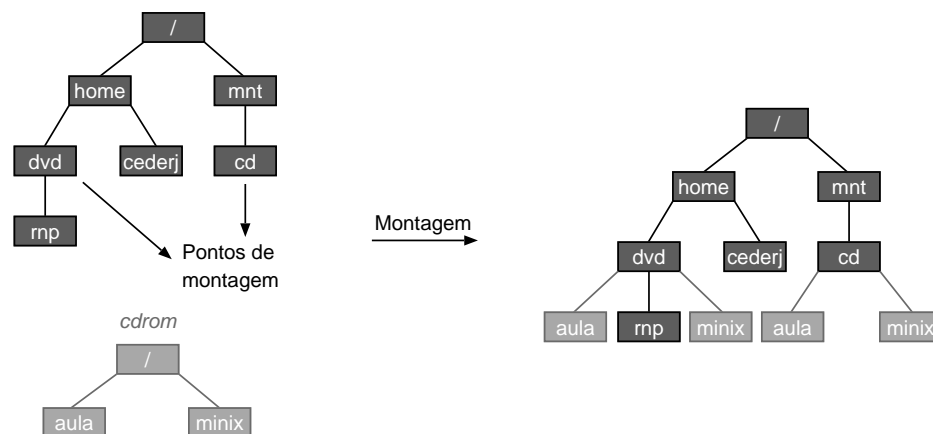 /
home
mnt
dvd
cederj
cd
rnp
Pontos de
montagem
cdrom
/
aula
minix
Montagem
/
home
mnt
dvd
cederj
cd
aula
rnp
minix
aula
minix